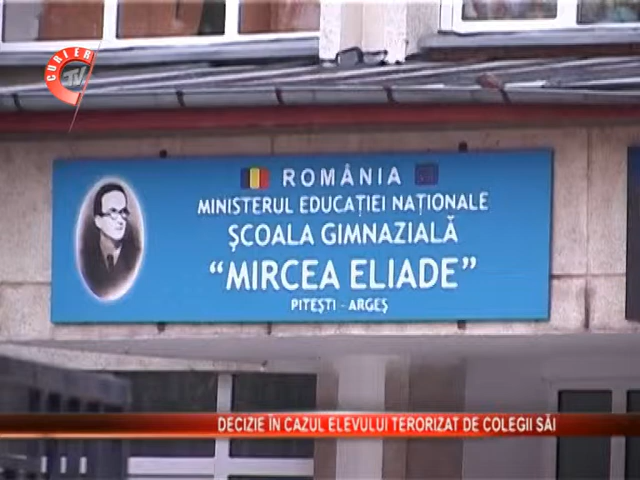 CURIER
TV
ROMÂNIA
MINISTERUL EDUCAȚIEI NAȚIONALE
ȘCOALA GIMNAZIALĂ
“MIRCEA ELIADE”
PITEȘTI - ARGEȘ
DECIZIE ÎN CAZUL ELEVULUI TERORIZAT DE COLEGII SĂI